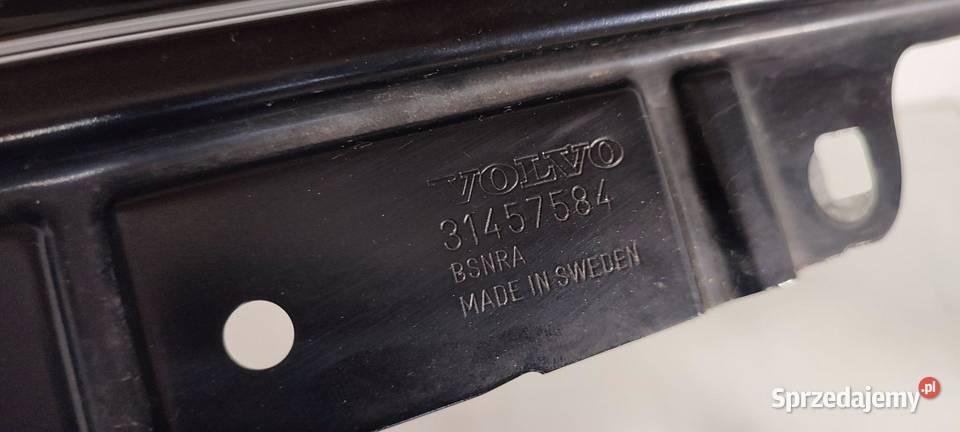 VOLVO
31457584
BSNRA
MADE IN SWEDEN
Sprzedajemy.pl